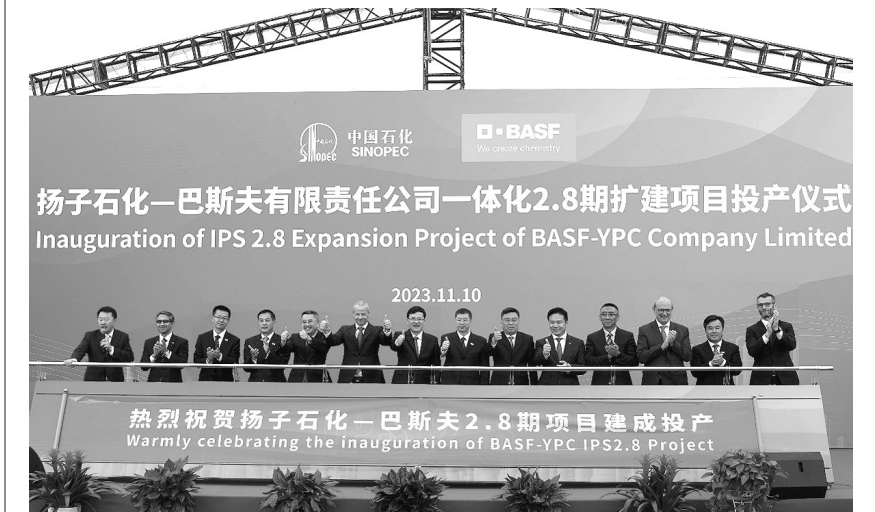 SINOPEC
中国石化
SINOPEC
BASF
We create chemistry
扬子石化—巴斯夫有限责任公司一体化2.8期扩建项目投产仪式
Inauguration of IPS 2.8 Expansion Project of BASF-YPC Company Limited
2023.11.10
热烈祝贺扬子石化—巴斯夫2.8期项目建成投产
Warmly celebrating the inauguration of BASF-YPC IPS2.8 Project